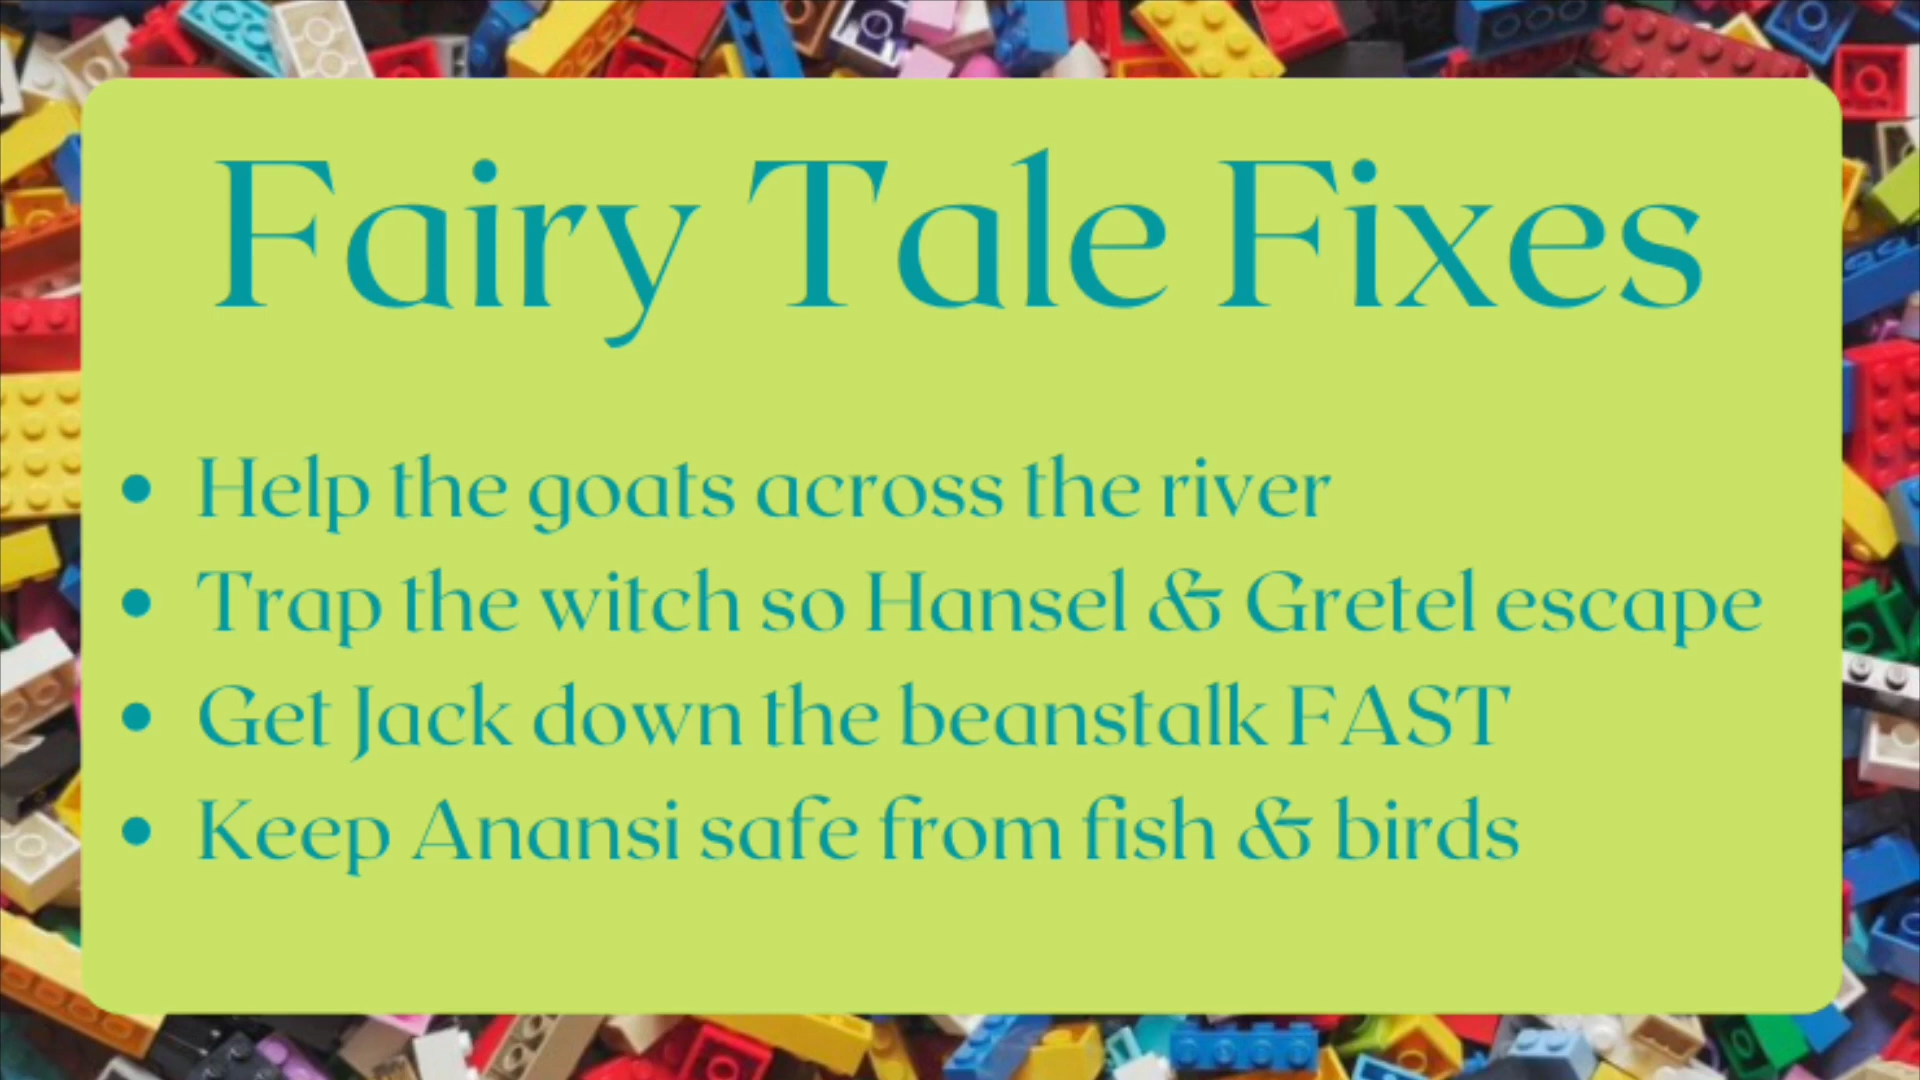 Fairy Tale Fixes
• Help the goats across the river
• Trap the witch so Hansel & Gretel escape
• Get Jack down the beanstalk FAST
• Keep Anansi safe from fish & birds